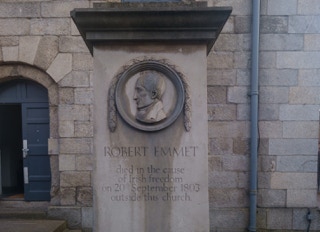 ROBERT EMMET
died in the cause
of Irish freedom
on 20th September 1803
outside this church.